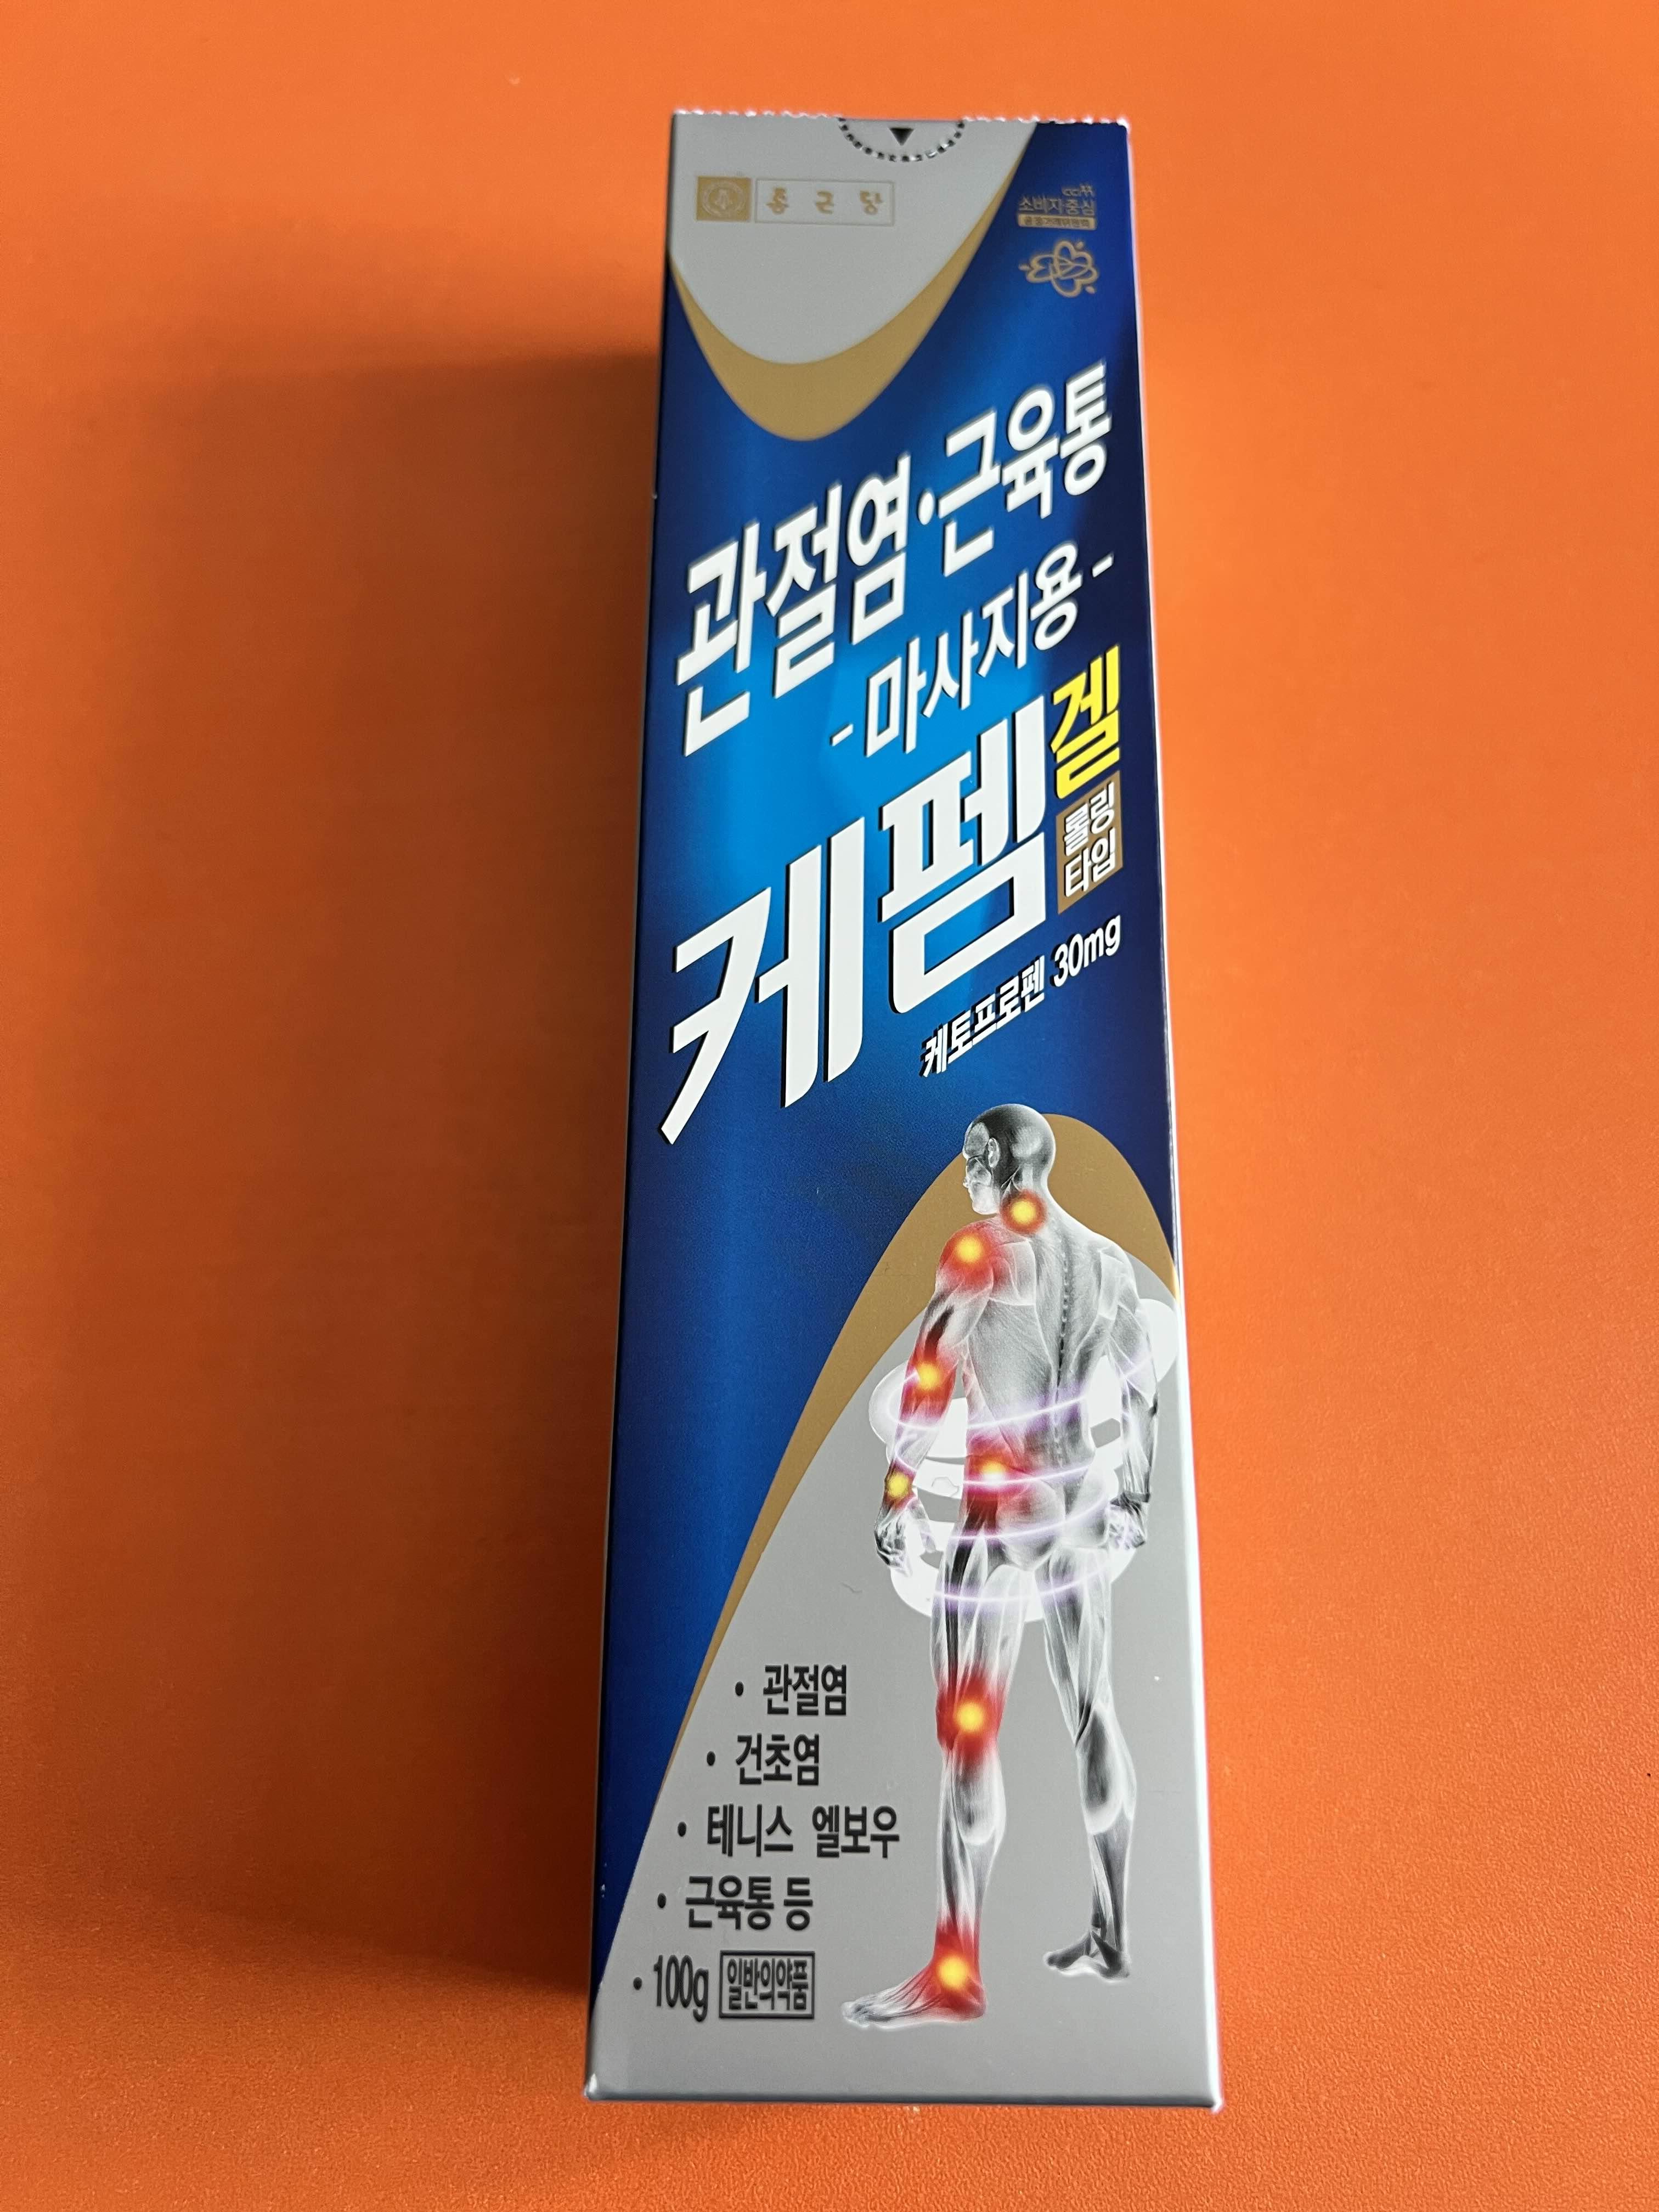 종근당
소비자중심
관절염·근육통
-마사지용-
케펨겔
롤링
타입
케토프로펜 30mg
• 관절염
• 건초염
• 테니스 엘보우
• 근육통 등
• 100g 일반의약품